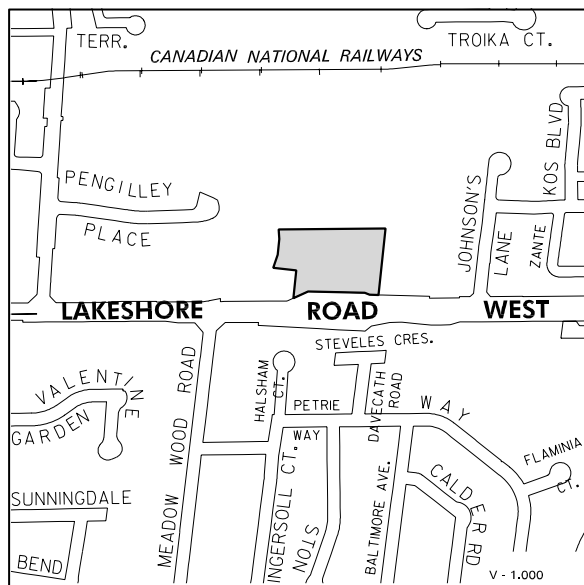 TERR.
TROIKA CT.
CANADIAN NATIONAL RAILWAYS
KOS BLVD
PENGILLEY
PLACE
JOHNSON'S
LANE
ZANTE
LAKESHORE ROAD WEST
STEVELES CRES.
VALENTINE
GARDEN
MEADOW WOOD ROAD
HALSHAM
CT.
PETRIE
WAY
DAVECATH
ROAD
WAY
FLAMINIA
CT.
SUNNINGDALE
BEND
INGERSOLL CT.
STON
BALTIMORE AVE.
CALDER RD
V - 1.000